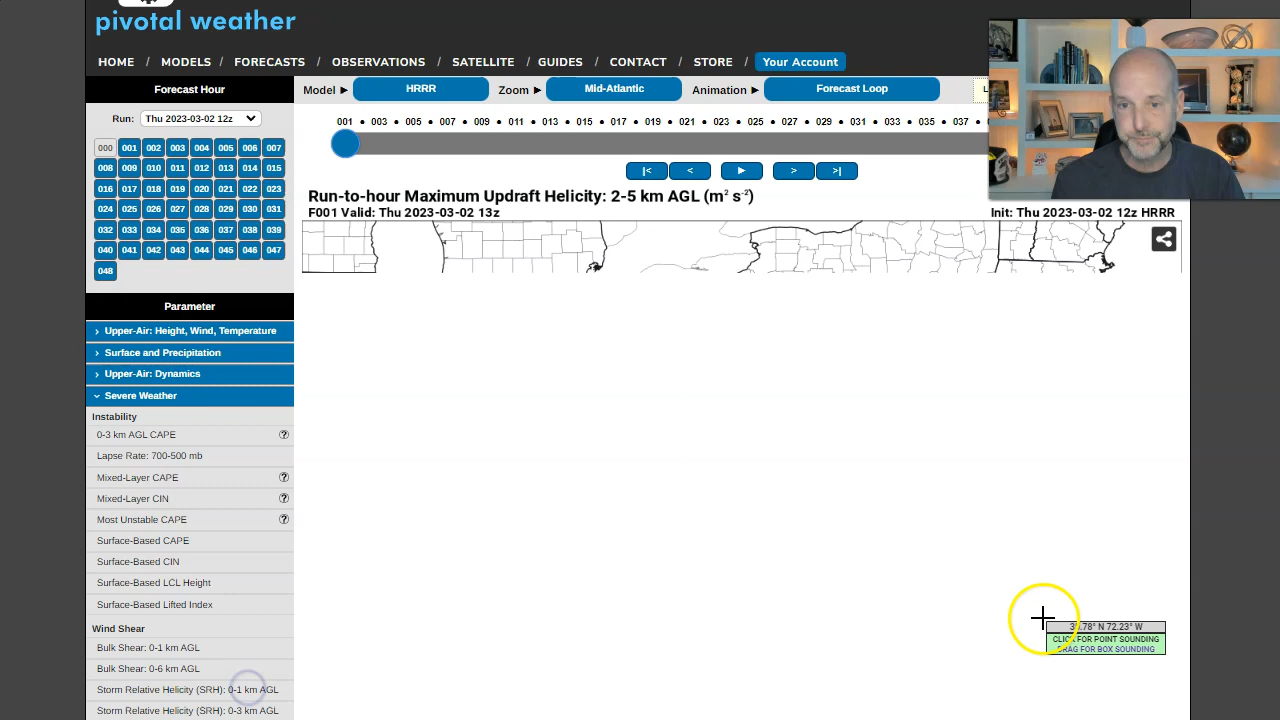 pivotal weather
HOME / MODELS / FORECASTS / OBSERVATIONS / SATELLITE / GUIDES / CONTACT / STORE / Your Account
Forecast Hour
Run: Thu 2023-03-02 12z
000 001 002 003 004 005 006 007
008 009 010 011 012 013 014 015
016 017 018 019 020 021 022 023
024 025 026 027 028 029 030 031
032 033 034 035 036 037 038 039
040 041 042 043 044 045 046 047
048
Parameter
Upper-Air: Height, Wind, Temperature
Surface and Precipitation
Upper-Air: Dynamics
Severe Weather
Instability
0-3 km AGL CAPE ?
Lapse Rate: 700-500 mb
Mixed-Layer CAPE ?
Mixed-Layer CIN ?
Most Unstable CAPE ?
Surface-Based CAPE
Surface-Based CIN
Surface-Based LCL Height
Surface-Based Lifted Index
Wind Shear
Bulk Shear: 0-1 km AGL
Bulk Shear: 0-6 km AGL
Storm Relative Helicity (SRH): 0-1 km AGL
Storm Relative Helicity (SRH): 0-3 km AGL
Model ► HRRR Zoom ► Mid-Atlantic Animation ► Forecast Loop
001 • 003 • 005 • 007 • 009 • 011 • 013 • 015 • 017 • 019 • 021 • 023 • 025 • 027 • 029 • 031 • 033 • 035 • 037 •
|< < ► > >|
Run-to-hour Maximum Updraft Helicity: 2-5 km AGL (m² s⁻²)
F001 Valid: Thu 2023-03-02 13z Init: Thu 2023-03-02 12z HRRR
N 72.23° W
CLICK FOR POINT SOUNDING
DRAG FOR BOX SOUNDING